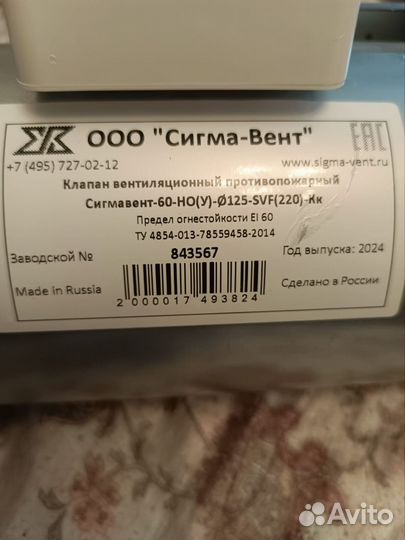 ООО "Сигма-Вент"
ЕАС
+7 (495) 727-02-12
www.sigma-vent.ru
Клапан вентиляционный противопожарный
Сигмавент-60-НО(У)-Ø125-SVF(220)-Кк
Предел огнестойкости EI 60
ТУ 4854-013-78559458-2014
Заводской № 843567 Год выпуска: 2024
Made in Russia
Сделано в России
2 000017 493824
Avito